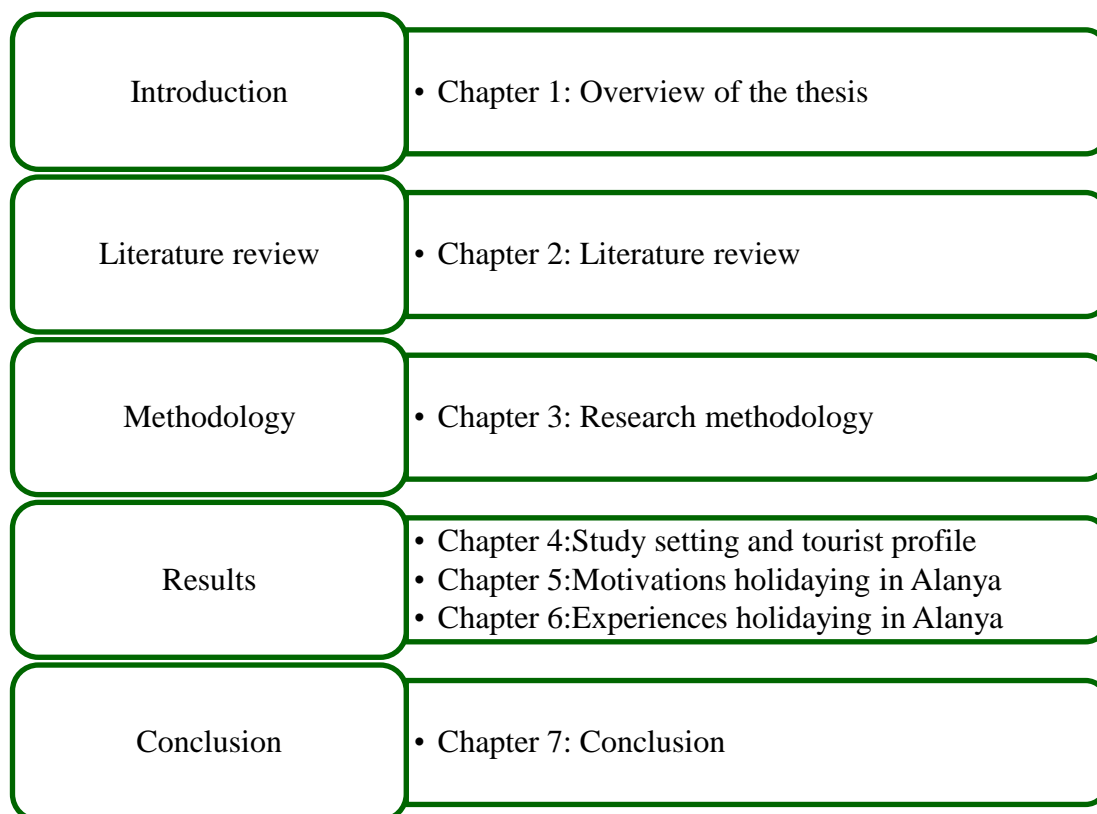 Introduction
• Chapter 1: Overview of the thesis
Literature review
• Chapter 2: Literature review
Methodology
• Chapter 3: Research methodology
Results
• Chapter 4:Study setting and tourist profile
• Chapter 5:Motivations holidaying in Alanya
• Chapter 6:Experiences holidaying in Alanya
Conclusion
• Chapter 7: Conclusion